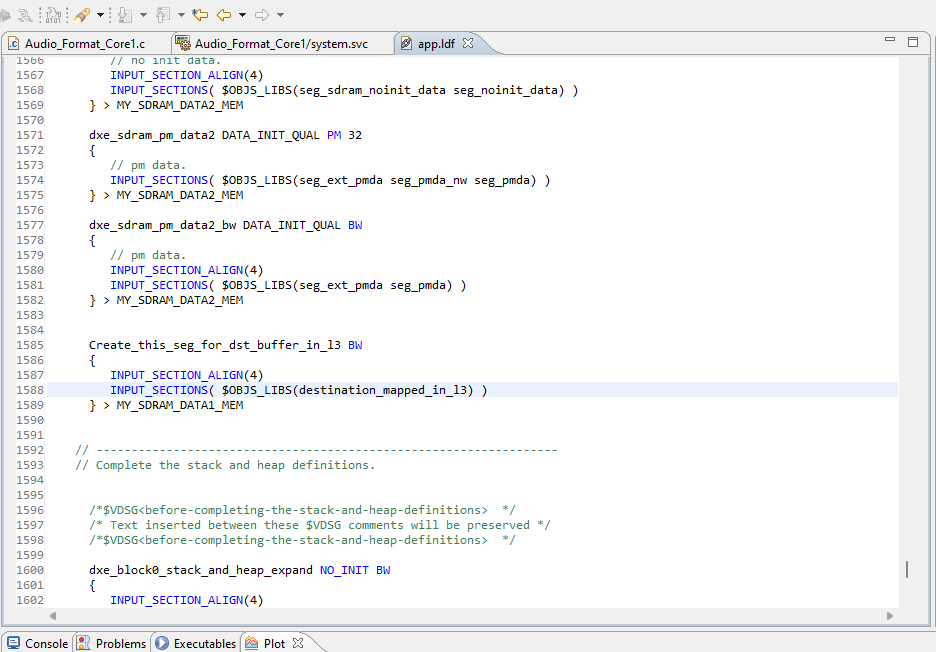 Audio_Format_Core1.c Audio_Format_Core1/system.svc app.ldf
1566 // no init data.
1567 INPUT_SECTION_ALIGN(4)
1568 INPUT_SECTIONS( $OBJS_LIBS(seg_sdram_noinit_data seg_noinit_data) )
1569 } > MY_SDRAM_DATA2_MEM
1570
1571 dxe_sdram_pm_data2 DATA_INIT_QUAL PM 32
1572 {
1573 // pm data.
1574 INPUT_SECTIONS( $OBJS_LIBS(seg_ext_pmda seg_pmda_nw seg_pmda) )
1575 } > MY_SDRAM_DATA2_MEM
1576
1577 dxe_sdram_pm_data2_bw DATA_INIT_QUAL BW
1578 {
1579 // pm data.
1580 INPUT_SECTION_ALIGN(4)
1581 INPUT_SECTIONS( $OBJS_LIBS(seg_ext_pmda seg_pmda) )
1582 } > MY_SDRAM_DATA2_MEM
1583
1584
1585 Create_this_seg_for_dst_buffer_in_l3 BW
1586 {
1587 INPUT_SECTION_ALIGN(4)
1588 INPUT_SECTIONS( $OBJS_LIBS(destination_mapped_in_l3) )
1589 } > MY_SDRAM_DATA1_MEM
1590
1591
1592 // ------------------------------------------------------------------
1593 // Complete the stack and heap definitions.
1594
1595
1596 /*$VDSG<before-completing-the-stack-and-heap-definitions> */
1597 /* Text inserted between these $VDSG comments will be preserved */
1598 /*$VDSG<before-completing-the-stack-and-heap-definitions> */
1599
1600 dxe_block0_stack_and_heap_expand NO_INIT BW
1601 {
1602 INPUT_SECTION_ALIGN(4)
Console Problems Executables Plot